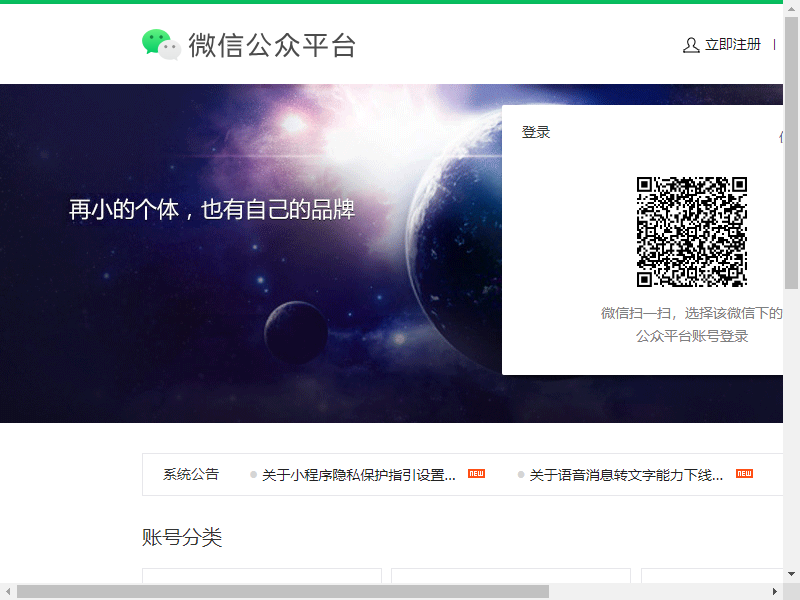 微信公众平台
立即注册
登录
再小的个体，也有自己的品牌
微信扫一扫，选择该微信下的
公众平台账号登录
系统公告
关于小程序隐私保护指引设置... NEW
关于语音消息转文字能力下线... NEW
账号分类